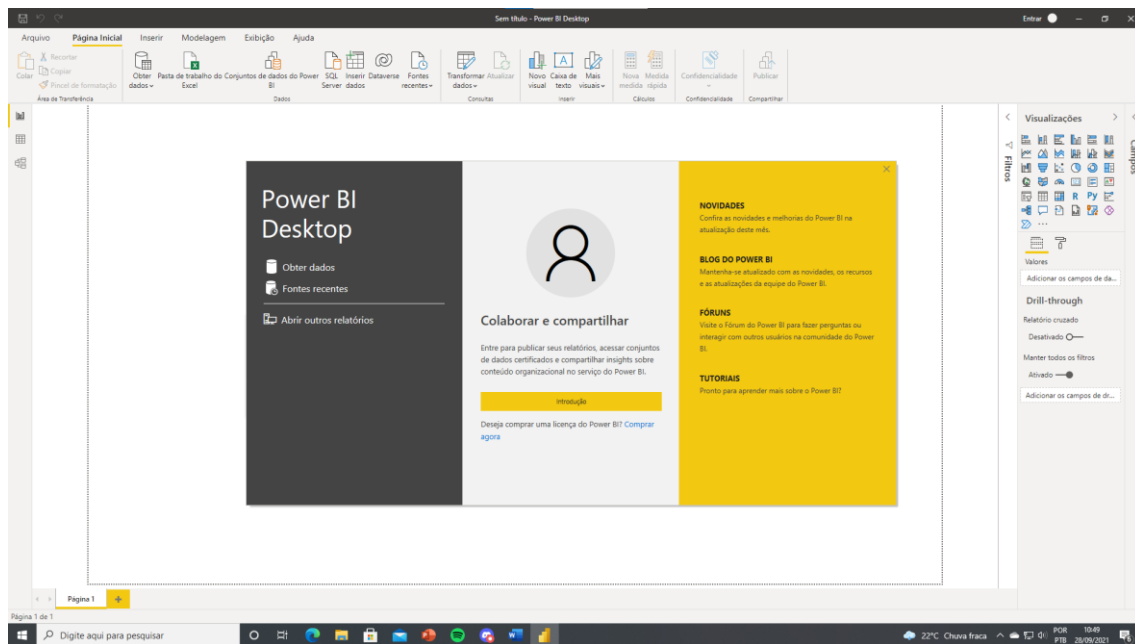 Sem título - Power BI Desktop
Entrar
Arquivo Página Inicial Inserir Modelagem Exibição Ajuda
Colar
Recortar
Copiar
Pincel de formatação
Área de Transferência
Obter dados
Pasta de trabalho do Excel
Conjuntos de dados do Power BI
SQL Server
Inserir dados
Dataverse
Fontes recentes
Dados
Transformar dados
Atualizar
Consultas
Novo visual
Caixa de texto
Mais visuais
Inserir
Nova medida
Medida rápida
Cálculos
Confidencialidade
Confidencialidade
Publicar
Compartilhar
Power BI
Desktop
Obter dados
Fontes recentes
Abrir outros relatórios
Colaborar e compartilhar
Entre para publicar seus relatórios, acessar conjuntos
de dados certificados e compartilhar insights sobre
conteúdo organizacional no serviço do Power BI.
Introdução
Deseja comprar uma licença do Power BI? Comprar
agora
NOVIDADES
Confira as novidades e melhorias do Power BI na
atualização deste mês.
BLOG DO POWER BI
Mantenha-se atualizado com as novidades, os recursos
e as atualizações da equipe do Power BI.
FÓRUNS
Visite o Fórum do Power BI para fazer perguntas ou
interagir com outros usuários na comunidade do Power
BI.
TUTORIAIS
Pronto para aprender mais sobre o Power BI?
Filtros
Visualizações
R Py
Valores
Adicionar os campos de da...
Drill-through
Relatório cruzado
Desativado
Manter todos os filtros
Ativado
Adicionar os campos de dr...
Campos
Página 1
Página 1 de 1
Digite aqui para pesquisar
22°C Chuva fraca
POR
PTB
10:49
28/09/2021